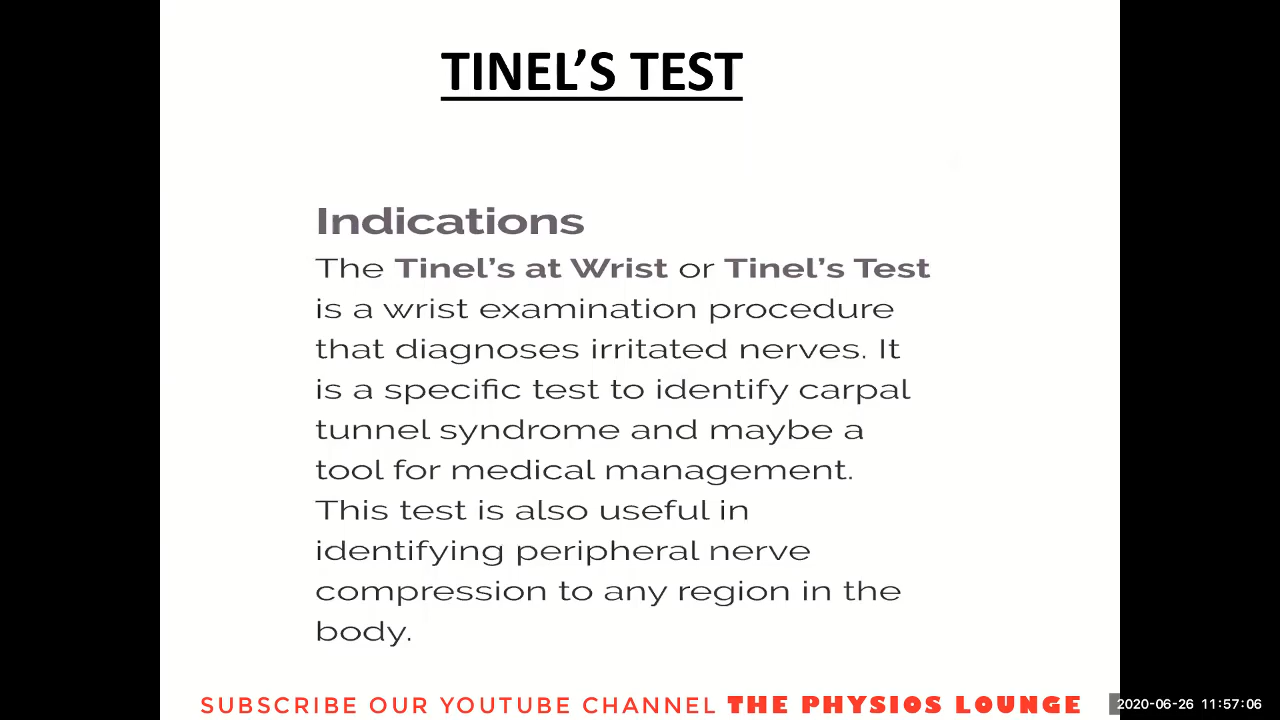 TINEL'S TEST
Indications
The Tinel's at Wrist or Tinel's Test
is a wrist examination procedure
that diagnoses irritated nerves. It
is a specific test to identify carpal
tunnel syndrome and maybe a
tool for medical management.
This test is also useful in
identifying peripheral nerve
compression to any region in the
body.
SUBSCRIBE OUR YOUTUBE CHANNEL THE PHYSIOS LOUNGE
2020-06-26 11:57:06